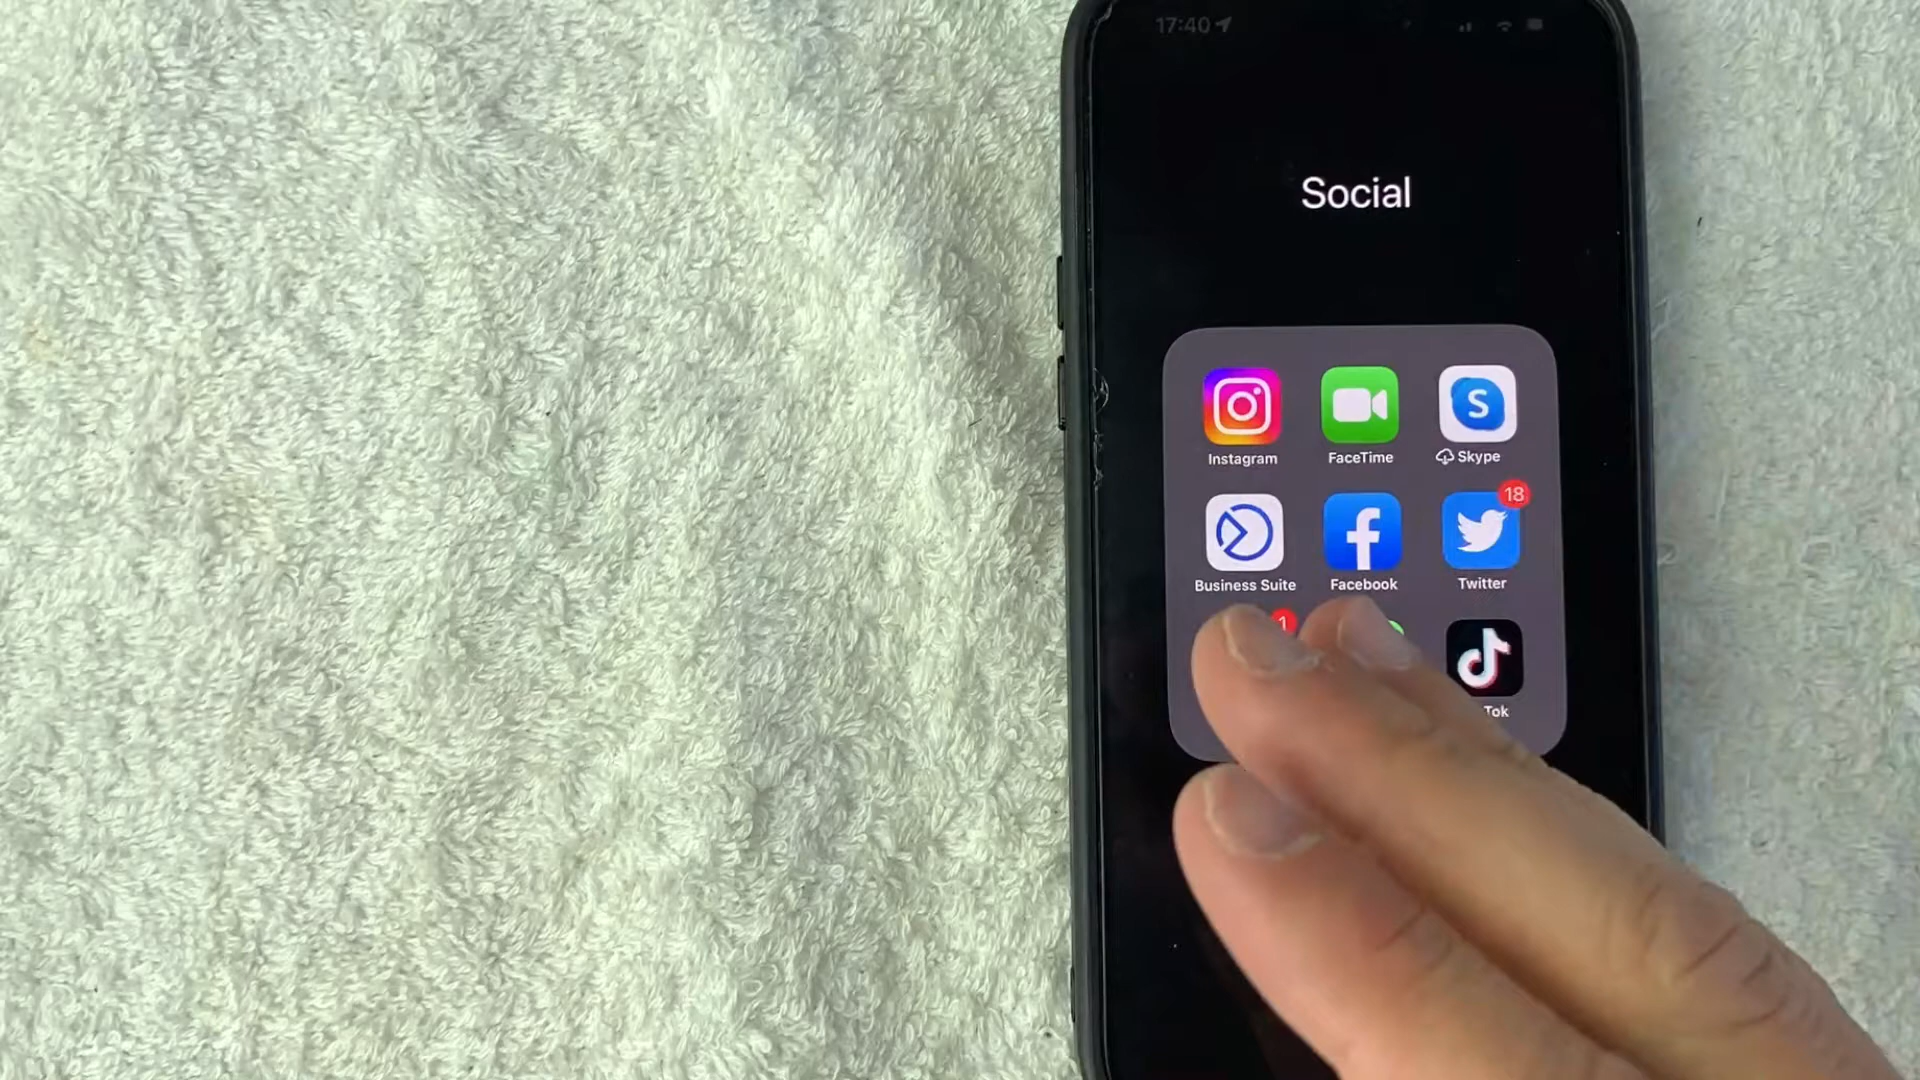 17:40
Social
Instagram
FaceTime
Skype
Business Suite
Facebook
18
Twitter
1
Tok